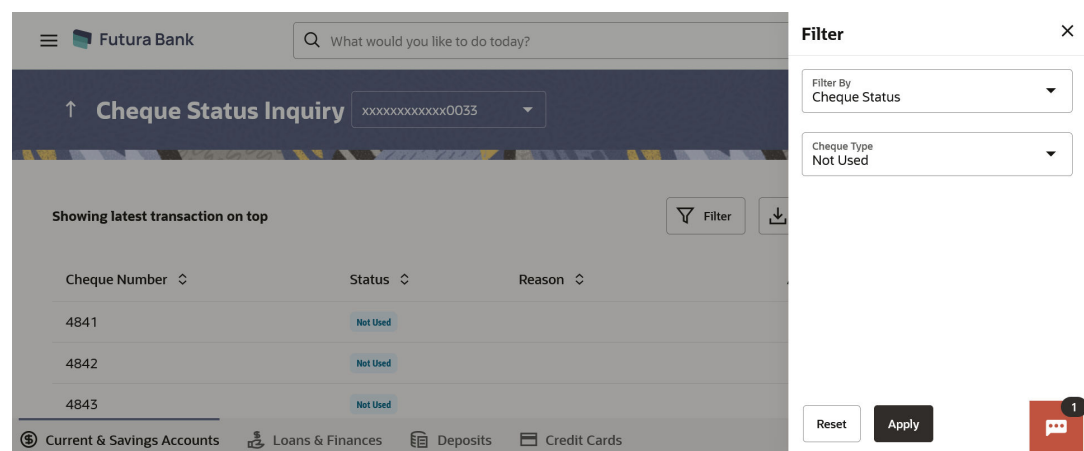 Futura Bank
What would you like to do today?
Cheque Status Inquiry
xxxxxxxxxxxx0033
Showing latest transaction on top
Filter
Cheque Number
Status
Reason
4841
Not Used
4842
Not Used
4843
Not Used
Current & Savings Accounts
Loans & Finances
Deposits
Credit Cards
Filter
Filter By
Cheque Status
Cheque Type
Not Used
Reset
Apply
1